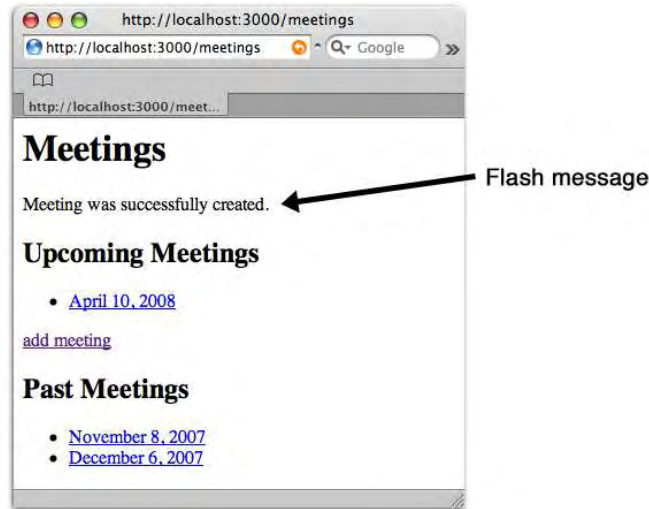 http://localhost:3000/meetings
http://localhost:3000/meetings
Google
http://localhost:3000/meet...
Meetings
Flash message
Meeting was successfully created.
Upcoming Meetings
April 10, 2008
add meeting
Past Meetings
November 8, 2007
December 6, 2007